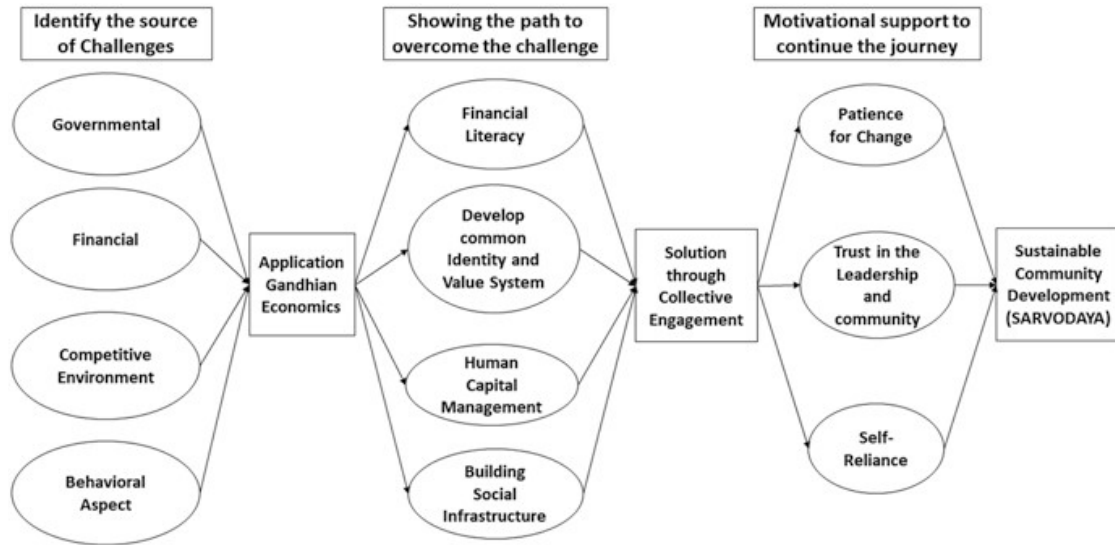 Identify the source
of Challenges
Showing the path to
overcome the challenge
Motivational support to
continue the journey
Governmental
Financial
Competitive
Environment
Behavioral
Aspect
Application
Gandhian
Economics
Financial
Literacy
Develop
common
Identity and
Value System
Human
Capital
Management
Building
Social
Infrastructure
Solution
through
Collective
Engagement
Patience
for Change
Trust in the
Leadership
and
community
Self-
Reliance
Sustainable
Community
Development
(SARVODAYA)